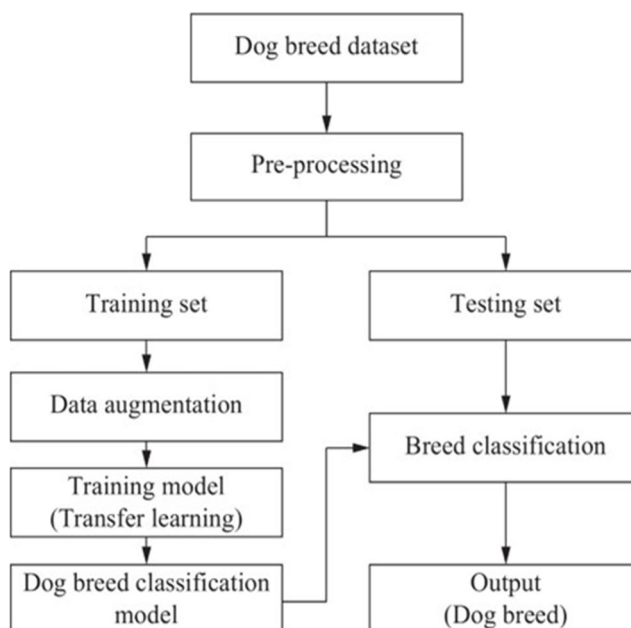 Dog breed dataset
Pre-processing
Training set
Testing set
Data augmentation
Breed classification
Training model
(Transfer learning)
Dog breed classification
model
Output
(Dog breed)